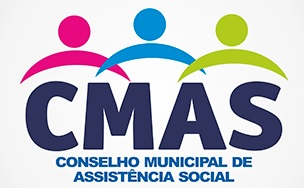 CMAS
CONSELHO MUNICIPAL DE
ASSISTÊNCIA SOCIAL